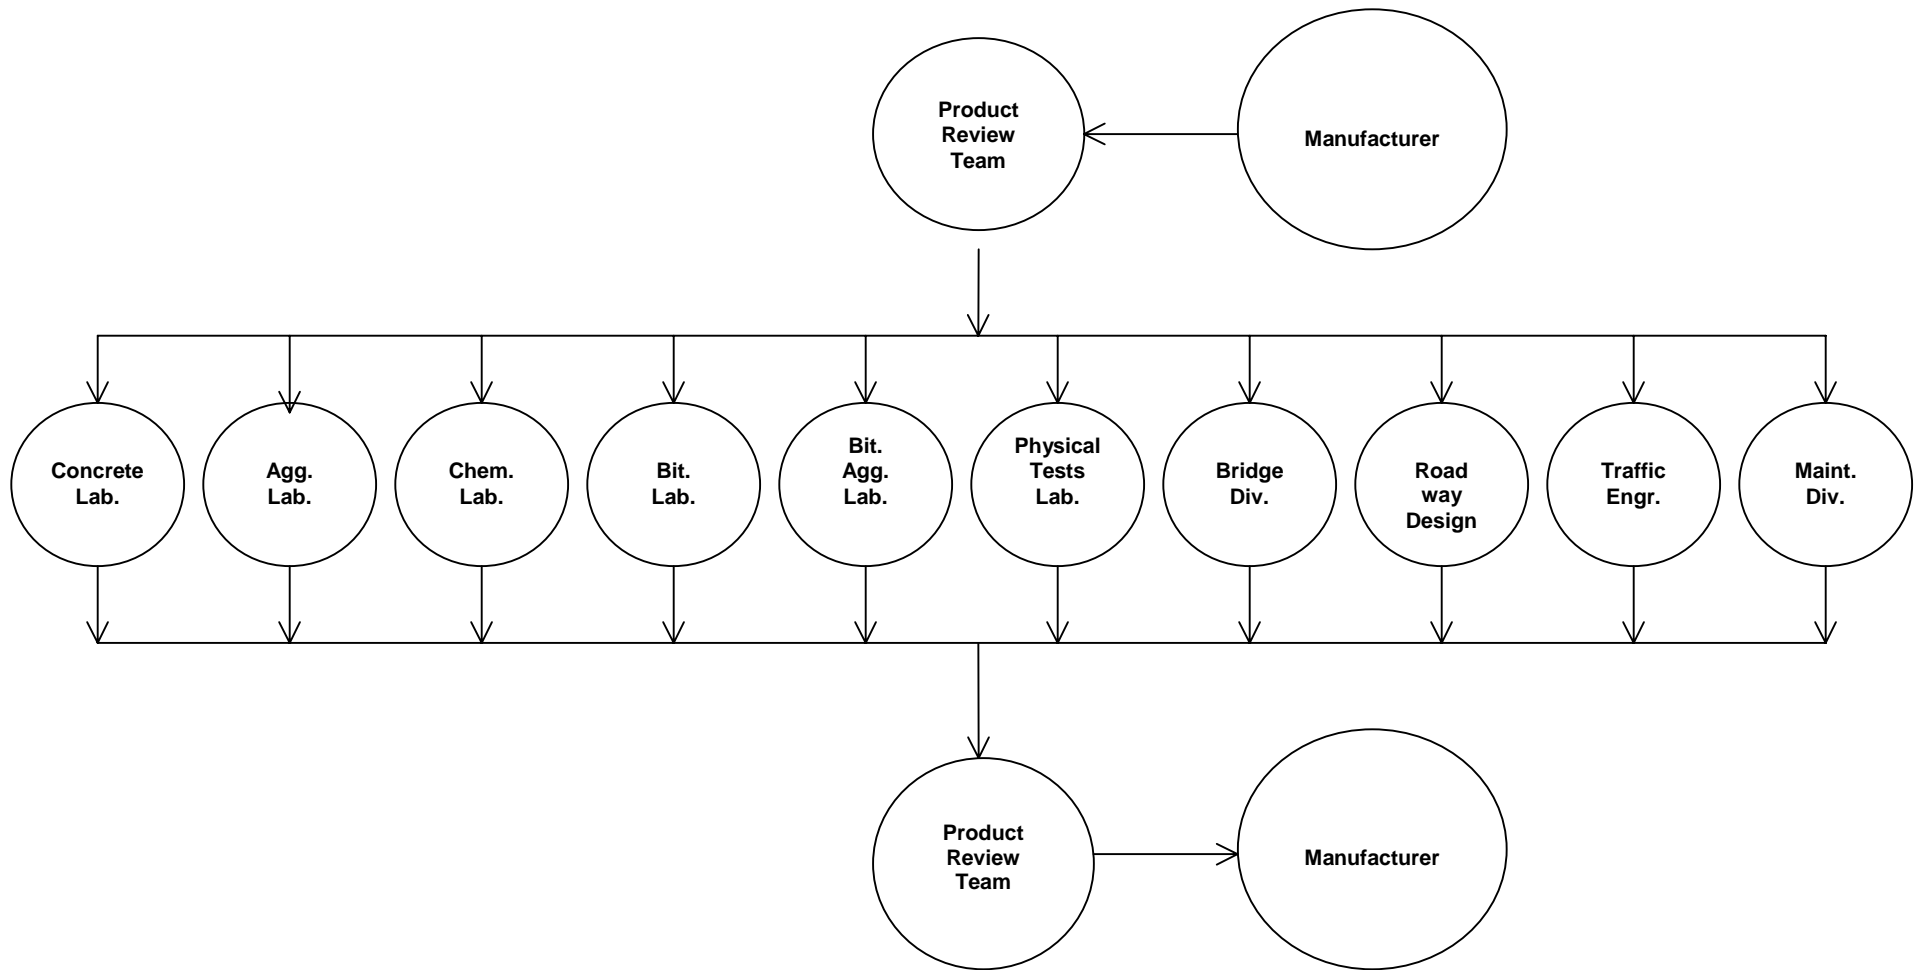 Product
Review
Team
Manufacturer
Concrete
Lab.
Agg.
Lab.
Chem.
Lab.
Bit.
Lab.
Bit.
Agg.
Lab.
Physical
Tests
Lab.
Bridge
Div.
Road
way
Design
Traffic
Engr.
Maint.
Div.
Product
Review
Team
Manufacturer